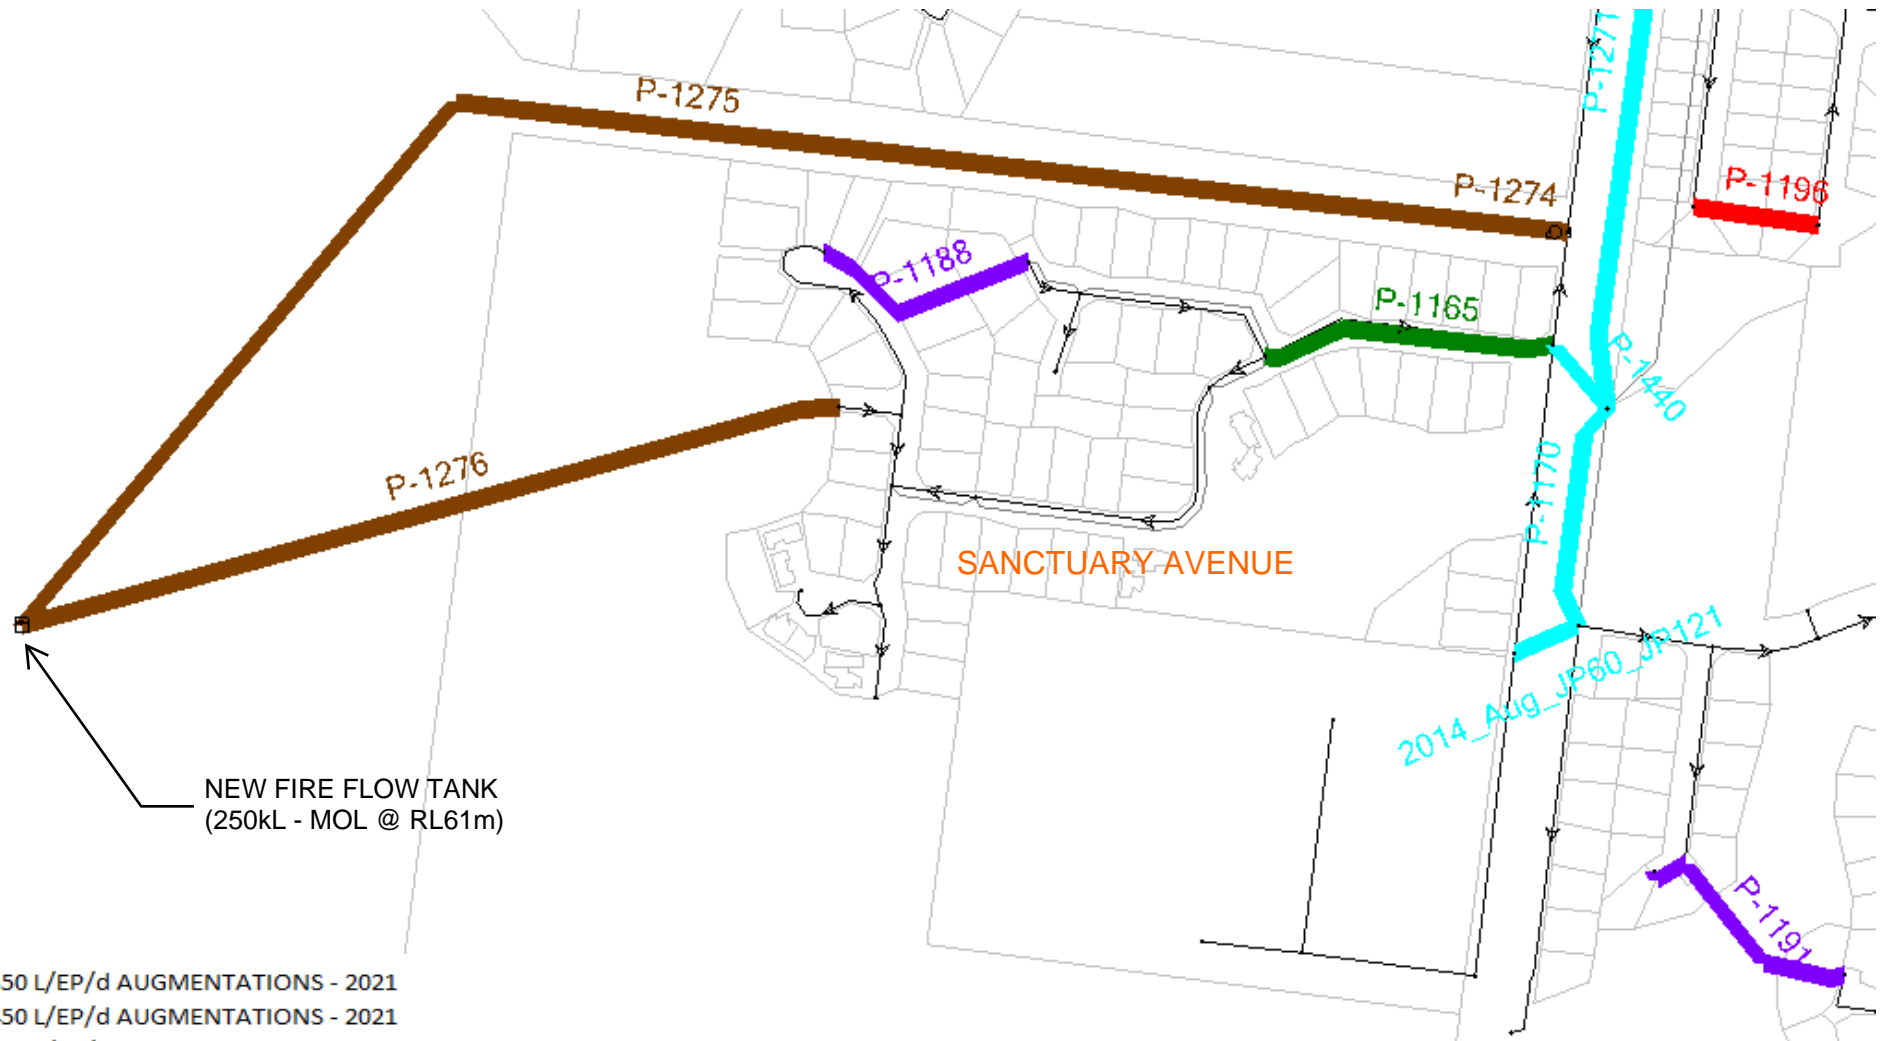 P-1271
P-1275
P-1274
P-1196
P-1188
P-1165
P-1440
P-1276
P-1170
SANCTUARY AVENUE
2014_Aug_JP60_JP121
NEW FIRE FLOW TANK
(250kL - MOL @ RL61m)
P-1191
50 L/EP/d AUGMENTATIONS - 2021
50 L/EP/d AUGMENTATIONS - 2021